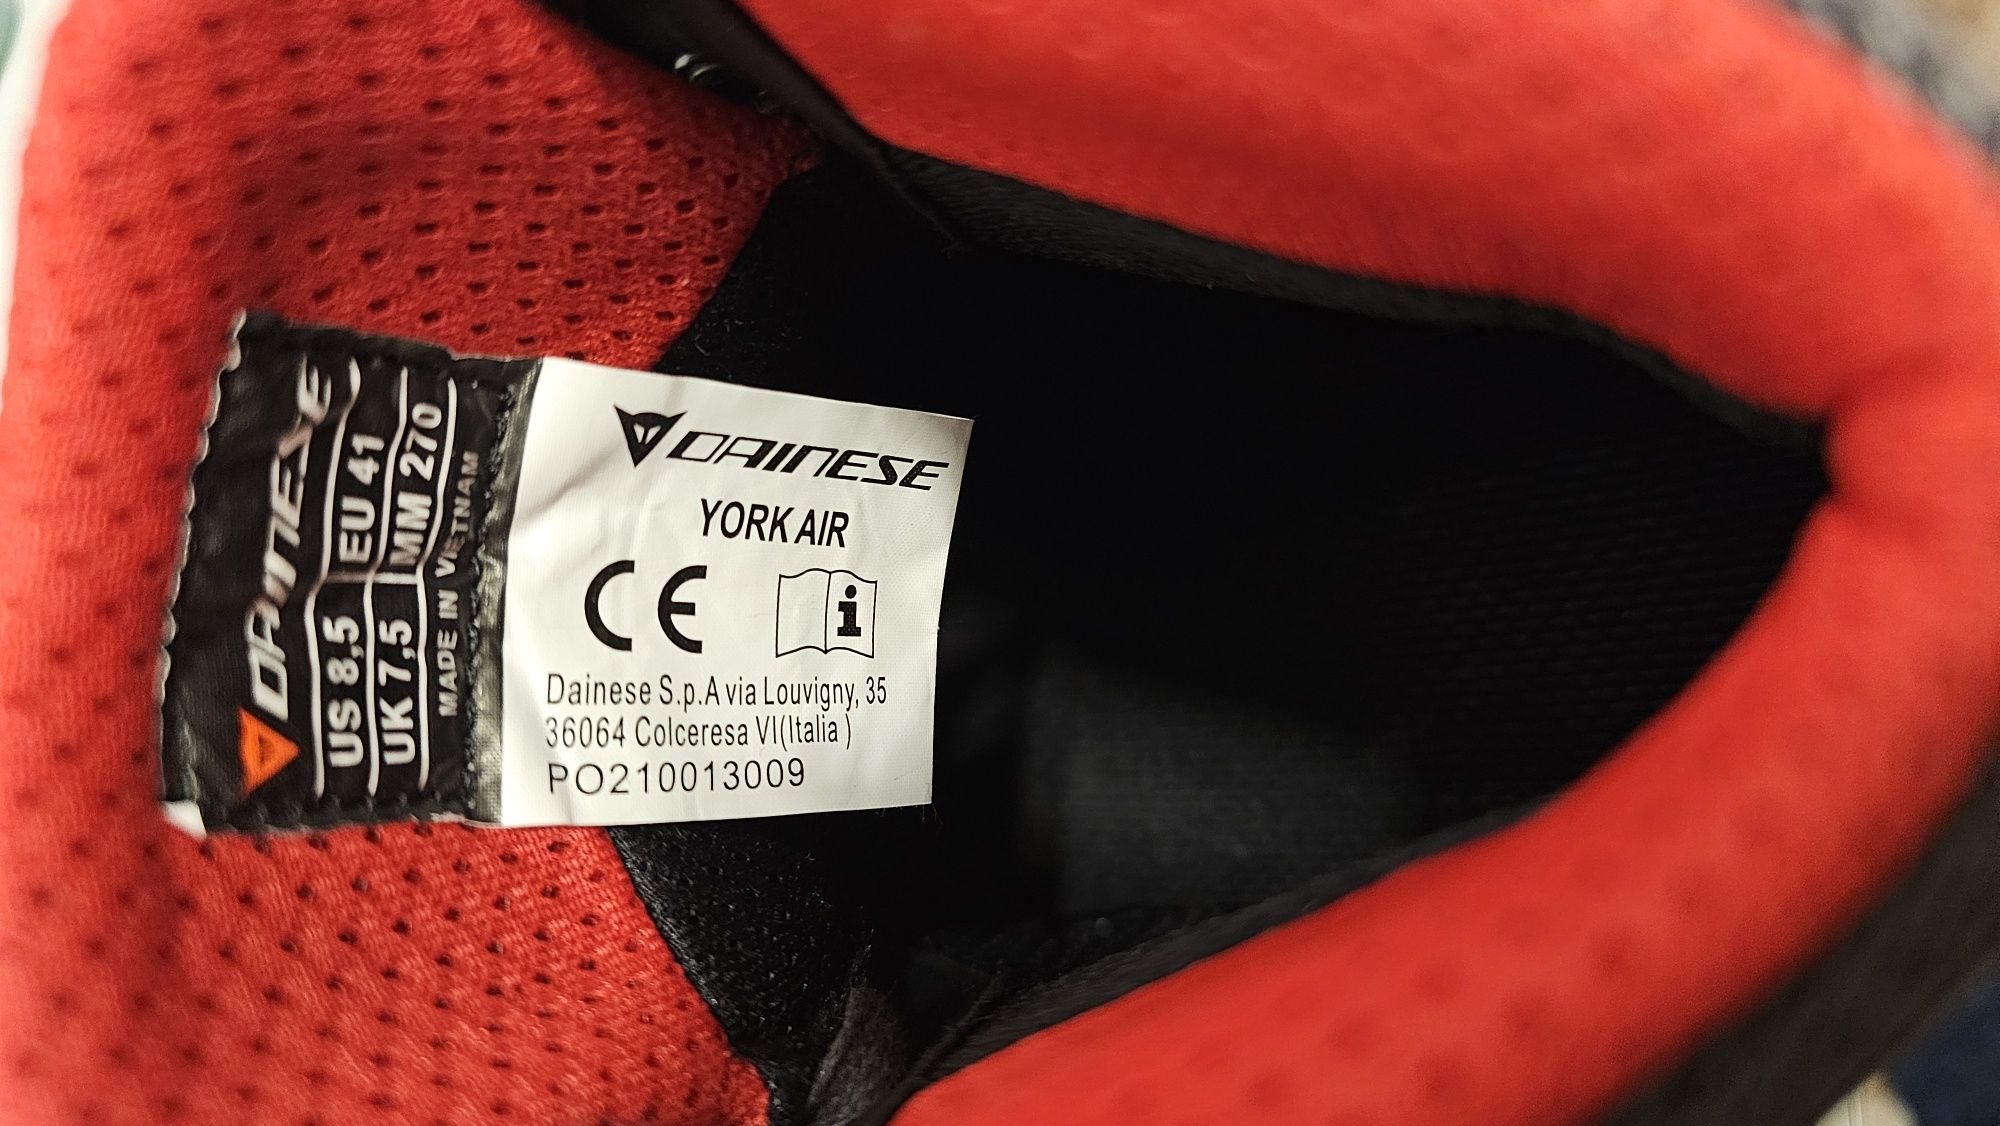 DAINESE
US 8,5 EU 41
UK 7,5 MM 270
MADE IN VIETNAM
DAINESE
YORK AIR
CE
i
Dainese S.p.A via Louvigny, 35
36064 Colceresa VI(Italia )
PO210013009